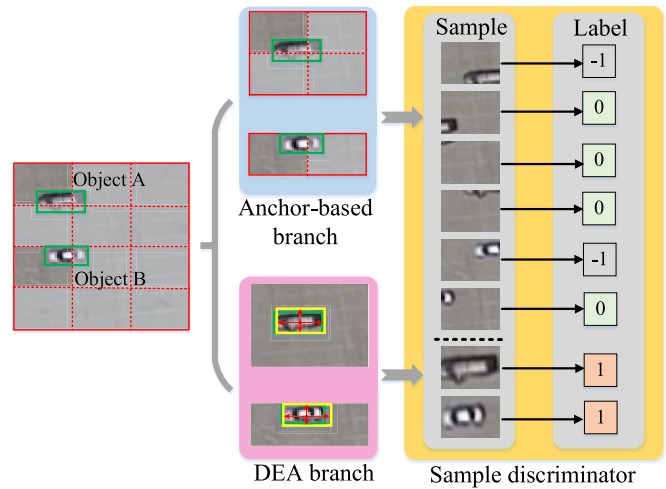 Object A
Object B
Anchor-based
branch
DEA branch
Sample
Label
-1
0
0
0
-1
0
1
1
Sample discriminator